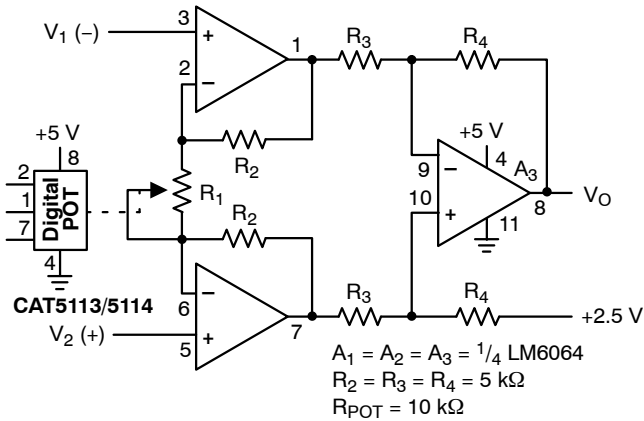 V₁ (–)
3
+
2
–
1
R₃
R₄
+5 V
8
R₂
2
1
7
Digital
POT
R₁
4
CAT5113/5114
R₂
9
–
10
+
+5 V
4
A₃
8
11
V_O
6
–
5
+
7
V₂ (+)
R₃
R₄
+2.5 V
A₁ = A₂ = A₃ = ¹/₄ LM6064
R₂ = R₃ = R₄ = 5 kΩ
R_POT = 10 kΩ